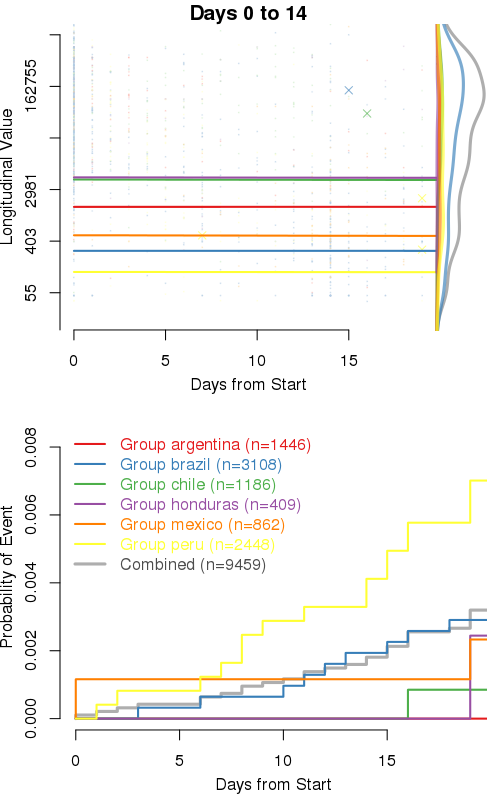 Days 0 to 14
Longitudinal Value
162755
2981
403
55
0
5
10
15
Days from Start
Probability of Event
0.008
0.006
0.004
0.002
0.000
Group argentina (n=1446)
Group brazil (n=3108)
Group chile (n=1186)
Group honduras (n=409)
Group mexico (n=862)
Group peru (n=2448)
Combined (n=9459)
0
5
10
15
Days from Start